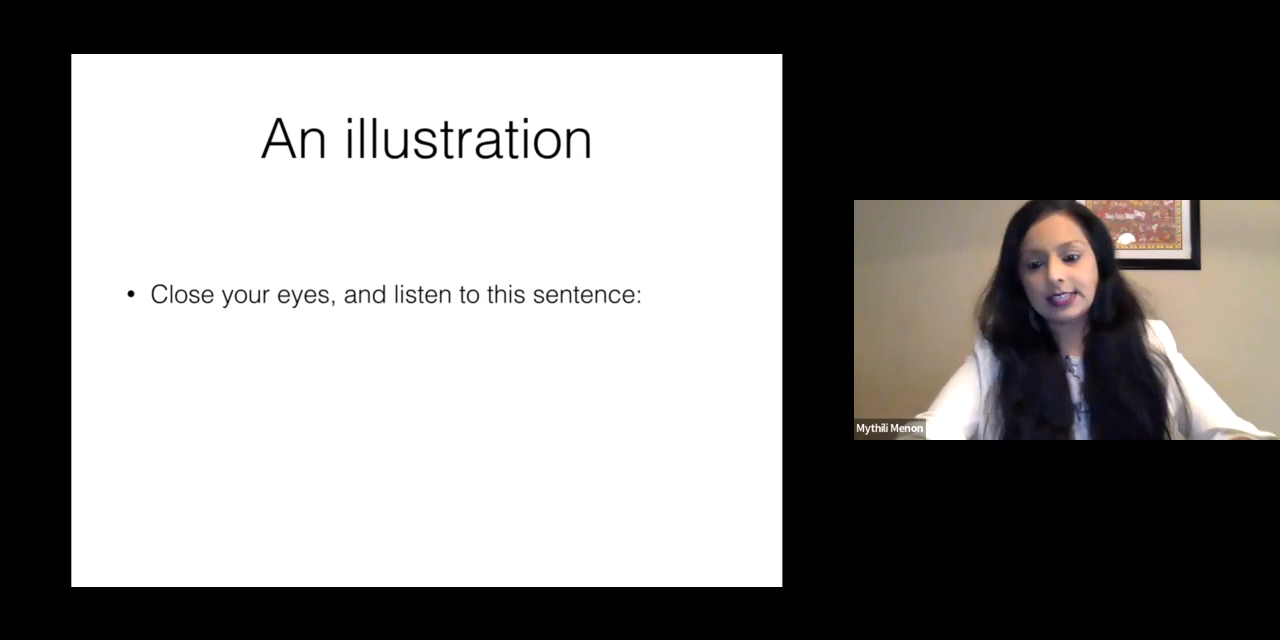 An illustration
• Close your eyes, and listen to this sentence:
Mythili Menon